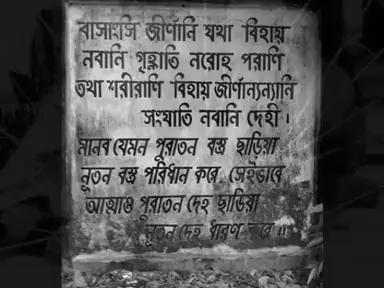 বাসাংসি জীর্ণানি যথা বিহায়
নবানি গৃহ্ণাতি নরোহ পরাণি
তথা শরীরাণি বিহায় জীর্ণান্যন্যানি
সংযাতি নবানি দেহী ।
মানব যেমন পুরাতন বস্ত্র ছাড়িয়া
নূতন বস্ত্র পরিধান করে, সেইভাবে
আত্মাও পুরাতন দেহ ছাড়িয়া
নূতন দেহ ধারণ করে ॥